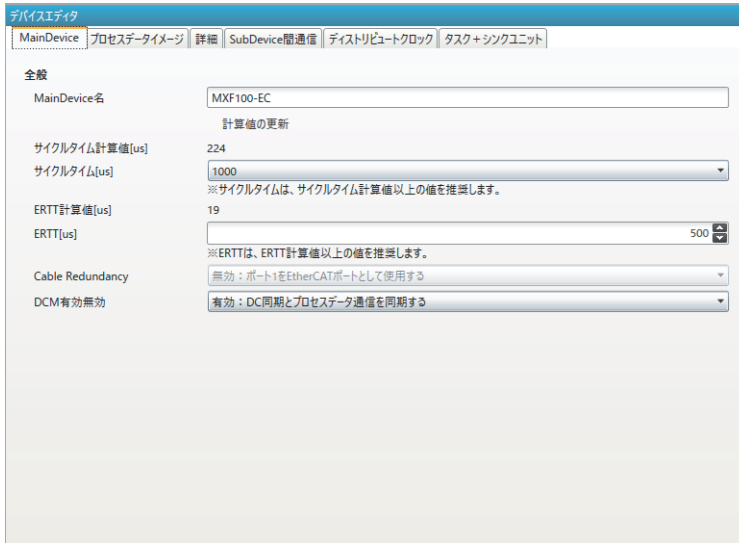 デバイスエディタ
MainDevice プロセスデータイメージ 詳細 SubDevice間通信 ディストリビュートクロック タスク+シンクユニット
全般
MainDevice名 MXF100-EC
計算値の更新
サイクルタイム計算値[us] 224
サイクルタイム[us] 1000
※サイクルタイムは、サイクルタイム計算値以上の値を推奨します。
ERTT計算値[us] 19
ERTT[us] 500
※ERTTは、ERTT計算値以上の値を推奨します。
Cable Redundancy 無効：ポート1をEtherCATポートとして使用する
DCM有効無効 有効：DC同期とプロセスデータ通信を同期する